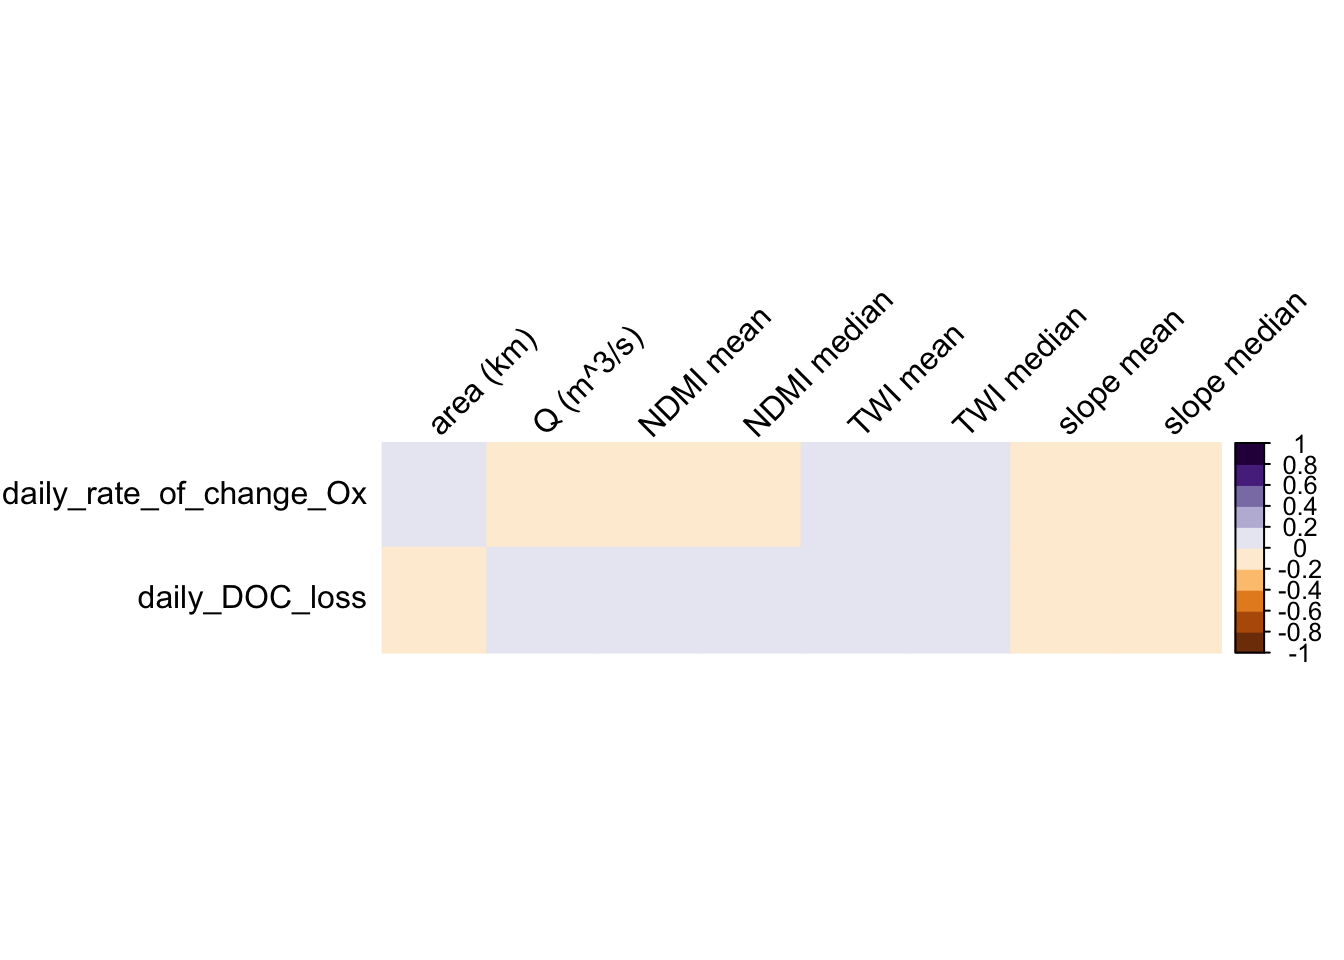 area (km)
Q (m^3/s)
NDMI mean
NDMI median
TWI mean
TWI median
slope mean
slope median
daily_rate_of_change_Ox
daily_DOC_loss
1
0.8
0.6
0.4
0.2
0
-0.2
-0.4
-0.6
-0.8
-1